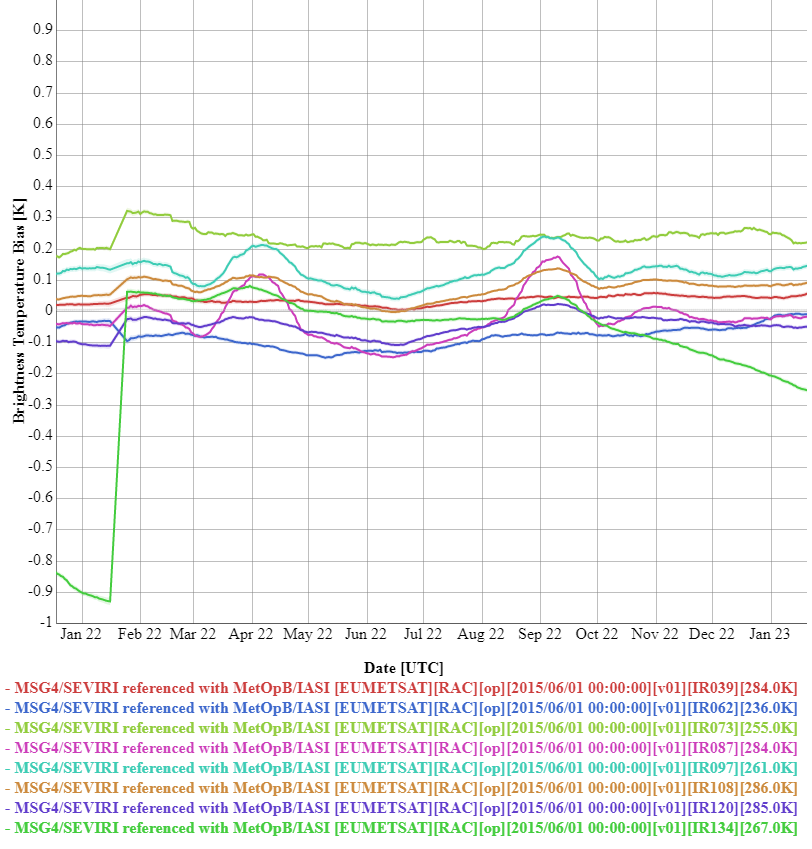 0.9
0.8
0.7
0.6
0.5
0.4
0.3
0.2
0.1
0
-0.1
-0.2
-0.3
-0.4
-0.5
-0.6
-0.7
-0.8
-0.9
-1
Brightness Temperature Bias [K]
Jan 22 Feb 22 Mar 22 Apr 22 May 22 Jun 22 Jul 22 Aug 22 Sep 22 Oct 22 Nov 22 Dec 22 Jan 23
Date [UTC]
- MSG4/SEVIRI referenced with MetOpB/IASI [EUMETSAT][RAC][op][2015/06/01 00:00:00][v01][IR039][284.0K]
- MSG4/SEVIRI referenced with MetOpB/IASI [EUMETSAT][RAC][op][2015/06/01 00:00:00][v01][IR062][236.0K]
- MSG4/SEVIRI referenced with MetOpB/IASI [EUMETSAT][RAC][op][2015/06/01 00:00:00][v01][IR073][255.0K]
- MSG4/SEVIRI referenced with MetOpB/IASI [EUMETSAT][RAC][op][2015/06/01 00:00:00][v01][IR087][284.0K]
- MSG4/SEVIRI referenced with MetOpB/IASI [EUMETSAT][RAC][op][2015/06/01 00:00:00][v01][IR097][261.0K]
- MSG4/SEVIRI referenced with MetOpB/IASI [EUMETSAT][RAC][op][2015/06/01 00:00:00][v01][IR108][286.0K]
- MSG4/SEVIRI referenced with MetOpB/IASI [EUMETSAT][RAC][op][2015/06/01 00:00:00][v01][IR120][285.0K]
- MSG4/SEVIRI referenced with MetOpB/IASI [EUMETSAT][RAC][op][2015/06/01 00:00:00][v01][IR134][267.0K]